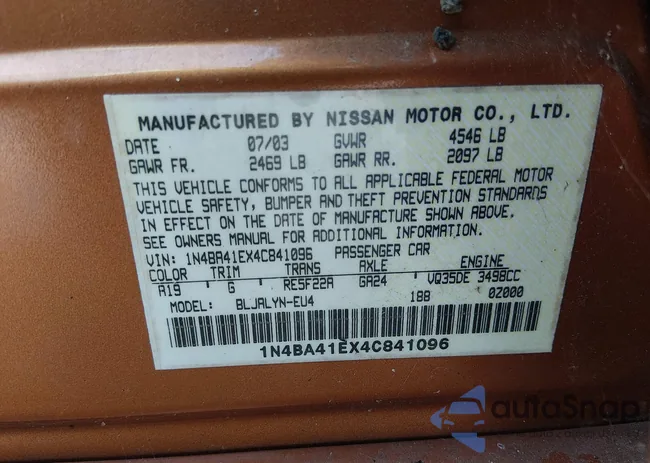 MANUFACTURED BY NISSAN MOTOR CO., LTD.
DATE 07/03 GVWR 4546 LB
GAWR FR. 2469 LB GAWR RR. 2097 LB
THIS VEHICLE CONFORMS TO ALL APPLICABLE FEDERAL MOTOR
VEHICLE SAFETY, BUMPER AND THEFT PREVENTION STANDARDS
IN EFFECT ON THE DATE OF MANUFACTURE SHOWN ABOVE.
SEE OWNERS MANUAL FOR ADDITIONAL INFORMATION.
VIN: 1N4BA41EX4C841096 PASSENGER CAR
COLOR TRIM TRANS AXLE ENGINE
A19 G RE5F22A GA24 VQ35DE 3498CC
MODEL: BLJALYN-EU4 188 0Z000
1N4BA41EX4C841096
autoSnap